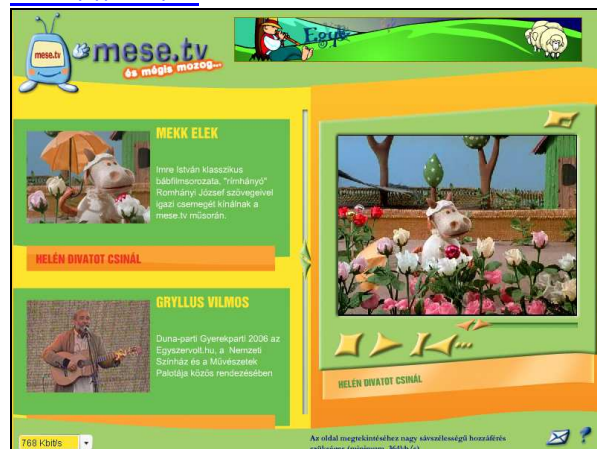 mese.tv
mese.tv
és mégis mozog...
Egys
MEKK ELEK
Imre István klasszikus
bábfilmsorozata, "rímhányó"
Romhányi József szövegeivel
igazi csemegét kínálnak a
mese.tv műsorán.
HELÉN DIVATOT CSINÁL
GRYLLUS VILMOS
Duna-parti Gyerekparti 2006 az
Egyszervolt.hu, a Nemzeti
Színház és a Művészetek
Palotája közös rendezésében
HELÉN DIVATOT CSINÁL
768 Kbit/s
Az oldal megtekintéséhez nagy sávszélességű hozzáférés